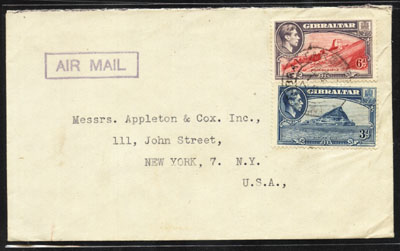 AIR MAIL
GIBRALTAR
6D
GIBRALTAR
3D
Messrs. Appleton & Cox. Inc.,
111, John Street,
NEW YORK, 7. N.Y.
U.S.A.,